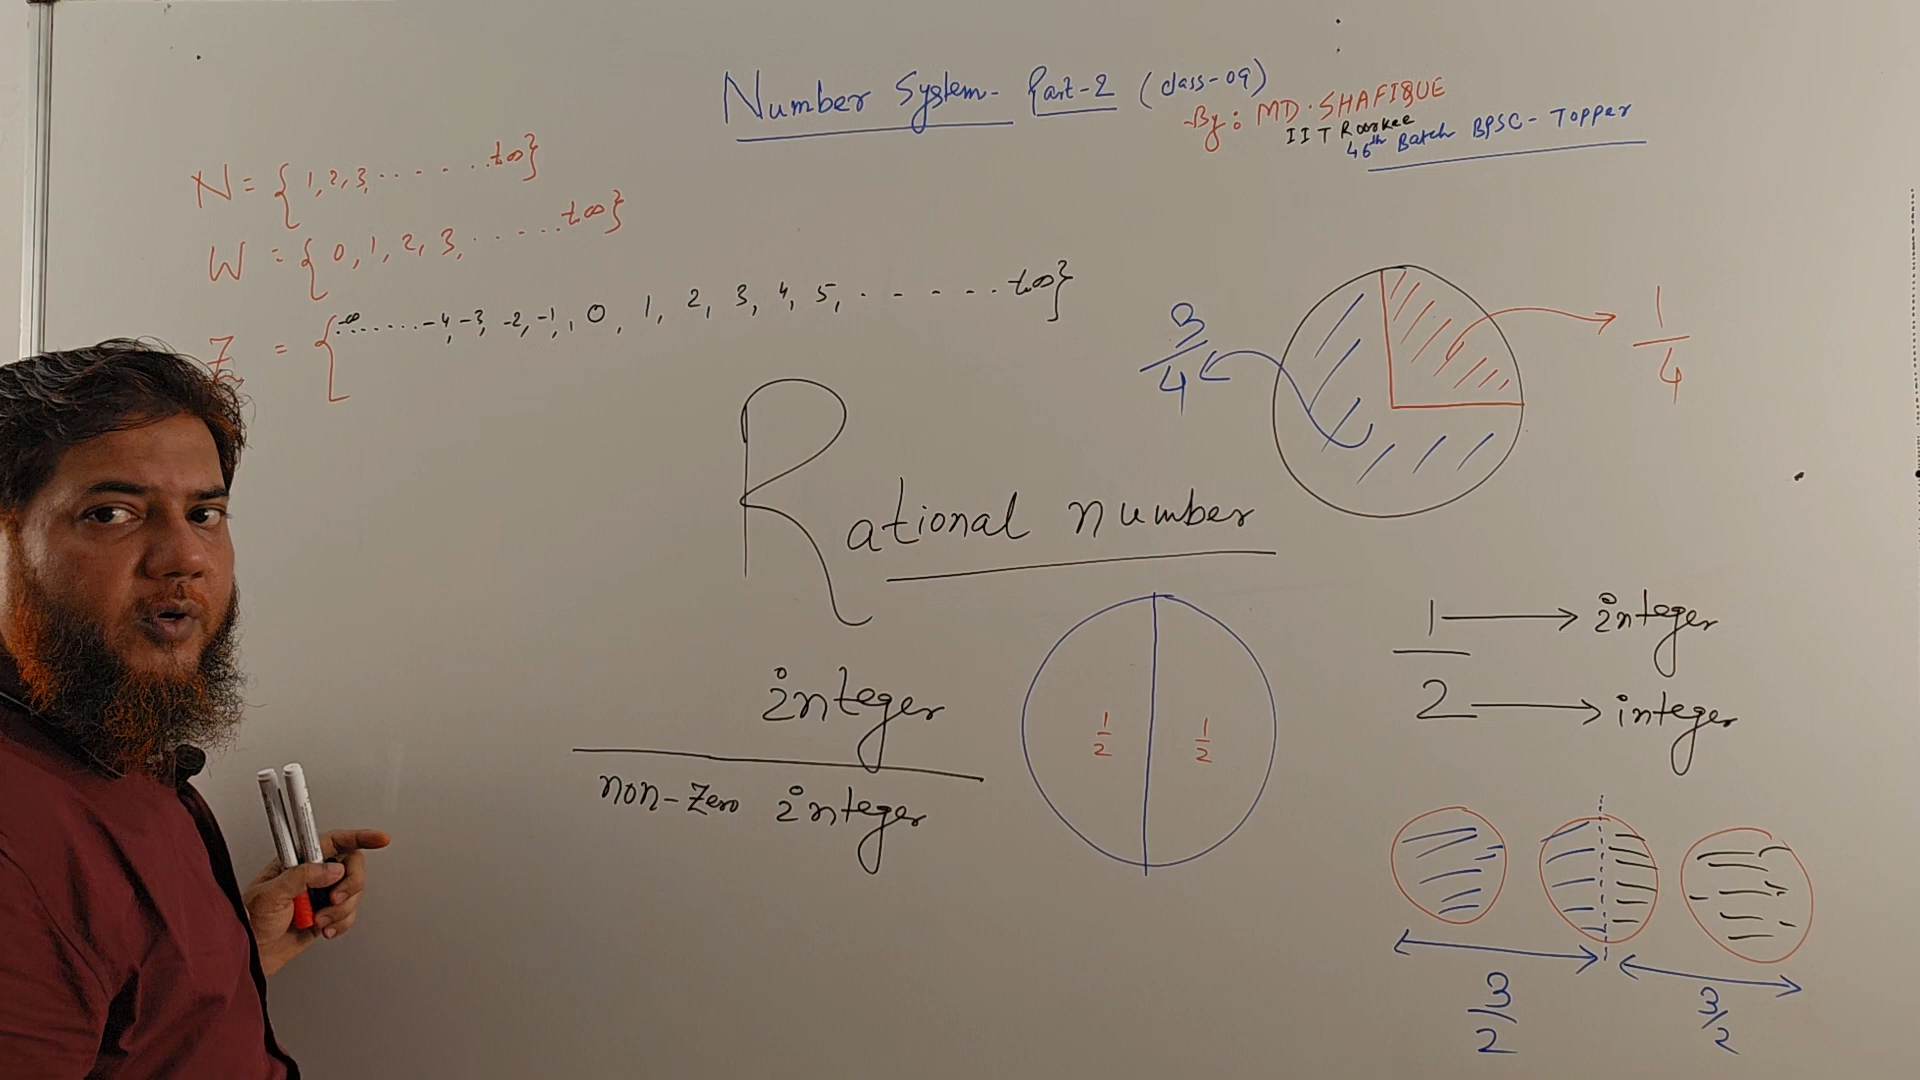 Number System- Part-2 (class-09)
-By: MD. SHAFIQUE
IIT Roorkee
46th Batch BPSC - Topper
N = { 1, 2, 3, ....... to ∞}
W = { 0, 1, 2, 3, ...... to ∞}
Z = { -∞ ...... -4, -3, -2, -1, , 0, 1, 2, 3, 4, 5, ...... to ∞}
3/4
1/4
Rational number
integer
non-Zero integer
1/2 1/2
1 → integer
2 → integer
3/2 3/2